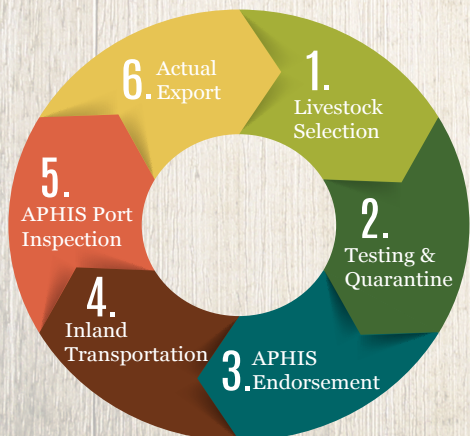 1.
Livestock
Selection
2.
Testing &
Quarantine
3.
APHIS
Endorsement
4.
Inland
Transportation
5.
APHIS Port
Inspection
6.
Actual
Export